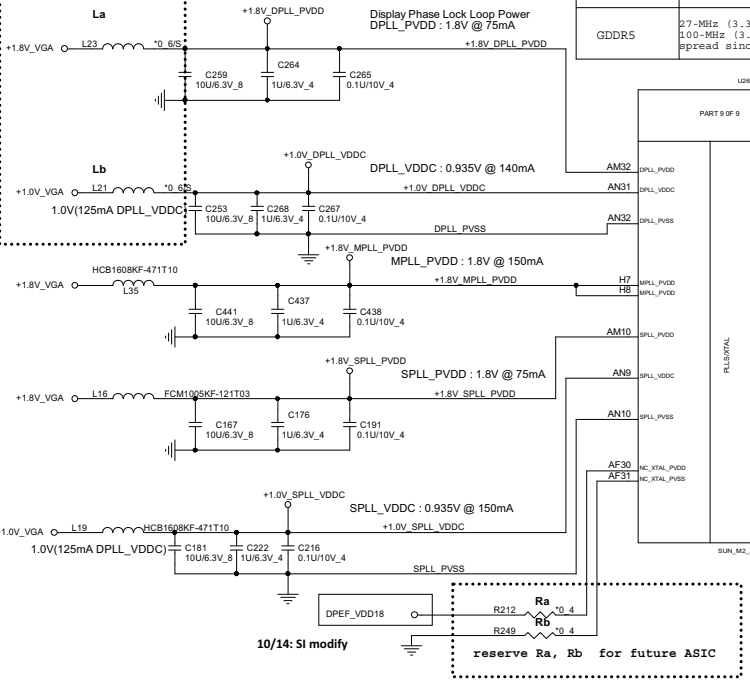 La
+1.8V_DPLL_PVDD
Display Phase Lock Loop Power
DPLL_PVDD : 1.8V @ 75mA
+1.8V_VGA
L23
*0_6/S
+1.8V_DPLL_PVDD
C259
10U/6.3V_8
C264
1U/6.3V_4
C265
0.1U/10V_4
GDDR5
27-MHz (3.3
100-MHz (3.
spread sinc
U26
PART 9 0F 9
Lb
+1.0V_DPLL_VDDC
DPLL_VDDC : 0.935V @ 140mA
+1.0V_VGA
L21
*0_6/S
+1.0V_DPLL_VDDC
1.0V(125mA DPLL_VDDC
C253
10U/6.3V_8
C268
1U/6.3V_4
C267
0.1U/10V_4
DPLL_PVSS
AM32
DPLL_PVDD
AN31
DPLL_VDDC
AN32
DPLL_PVSS
+1.8V_MPLL_PVDD
MPLL_PVDD : 1.8V @ 150mA
HCB1608KF-471T10
+1.8V_VGA
L35
+1.8V_MPLL_PVDD
C441
10U/6.3V_8
C437
1U/6.3V_4
C438
0.1U/10V_4
H7
MPLL_PVDD
H8
MPLL_PVDD
AM10
SPLL_PVDD
PLLS/XTAL
+1.8V_SPLL_PVDD
SPLL_PVDD : 1.8V @ 75mA
+1.8V_VGA
L16
FCM1005KF-121T03
+1.8V_SPLL_PVDD
C167
10U/6.3V_8
C176
1U/6.3V_4
C191
0.1U/10V_4
AN9
SPLL_VDDC
AN10
SPLL_PVSS
AF30
NC_XTAL_PVDD
AF31
NC_XTAL_PVSS
+1.0V_SPLL_VDDC
SPLL_VDDC : 0.935V @ 150mA
1.0V_VGA
L19
HCB1608KF-471T10
+1.0V_SPLL_VDDC
1.0V(125mA DPLL_VDDC)
C181
10U/6.3V_8
C222
1U/6.3V_4
C216
0.1U/10V_4
SPLL_PVSS
SUN_M2_
DPEF_VDD18
R212
Ra
*0_4
R249
Rb
*0_4
10/14: SI modify
reserve Ra, Rb for future ASIC